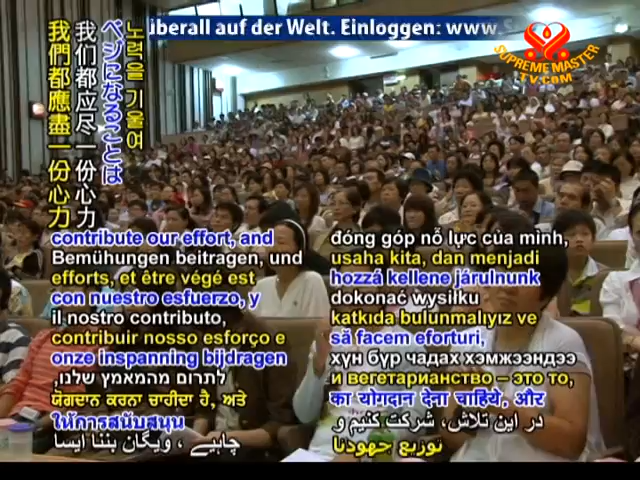 überall auf der Welt. Einloggen: www.S
SUPREME MASTER
TV.COM
我們都應盡一份心力
我们都应尽一份心力
ベジになることは
노력을 기울여
contribute our effort, and
Bemühungen beitragen, und
efforts, et être végé est
con nuestro esfuerzo, y
il nostro contributo,
contribuir nosso esforço e
onze inspanning bijdragen
לתרום מהמאמץ שלנו,
ਯੋਗਦਾਨ ਕਰਨਾ ਚਾਹੀਦਾ ਹੈ, ਅਤੇ
ให้การสนับสนุน
چاہیے ، ویگان بننا ایسا
đóng góp nỗ lực của mình,
usaha kita, dan menjadi
hozzá kellene járulnunk
dokonać wysiłku
katkıda bulunmalıyız ve
să facem eforturi,
хүн бүр чадах хэмжээндээ
и вегетарианство – это то,
का योगदान देना चाहिये, और
در این تلاش، شرکت کنیم و
توزيع جهودنا